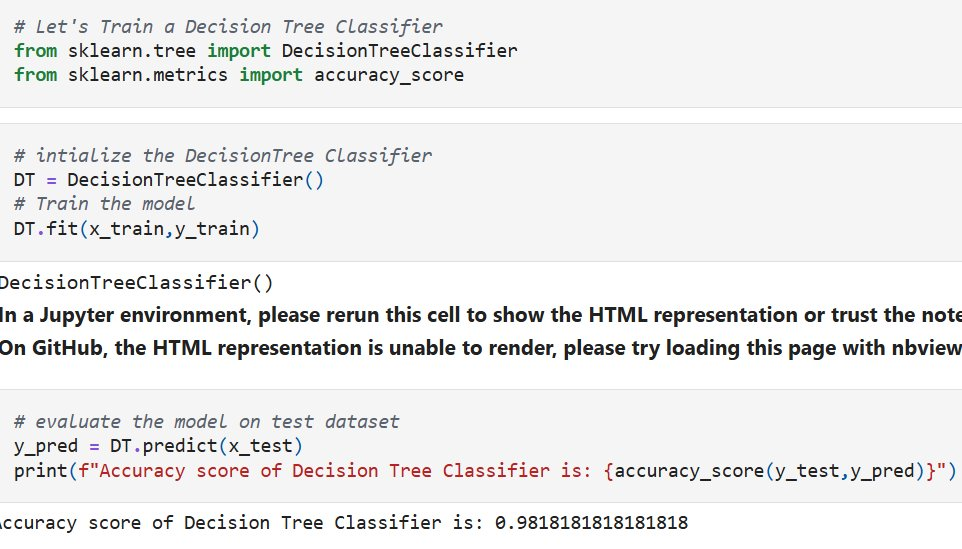 # Let's Train a Decision Tree Classifier
from sklearn.tree import DecisionTreeClassifier
from sklearn.metrics import accuracy_score
# intialize the DecisionTree Classifier
DT = DecisionTreeClassifier()
# Train the model
DT.fit(x_train,y_train)
DecisionTreeClassifier()
In a Jupyter environment, please rerun this cell to show the HTML representation or trust the note
On GitHub, the HTML representation is unable to render, please try loading this page with nbview
# evaluate the model on test dataset
y_pred = DT.predict(x_test)
print(f"Accuracy score of Decision Tree Classifier is: {accuracy_score(y_test,y_pred)}")
Accuracy score of Decision Tree Classifier is: 0.9818181818181818